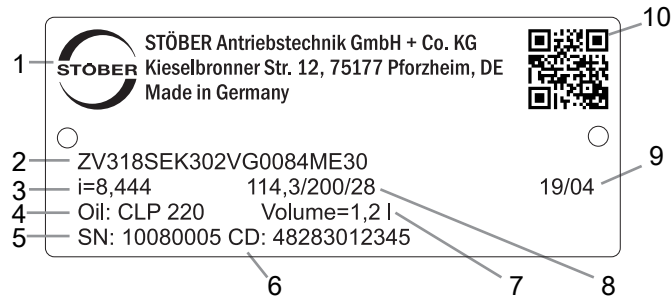 10
1 STÖBER STÖBER Antriebstechnik GmbH + Co. KG
Kieselbronner Str. 12, 75177 Pforzheim, DE
Made in Germany
2 ZV318SEK302VG0084ME30 9
3 i=8,444 114,3/200/28 19/04
4 Oil: CLP 220 Volume=1,2 l
5 SN: 10080005 CD: 48283012345
6 7 8